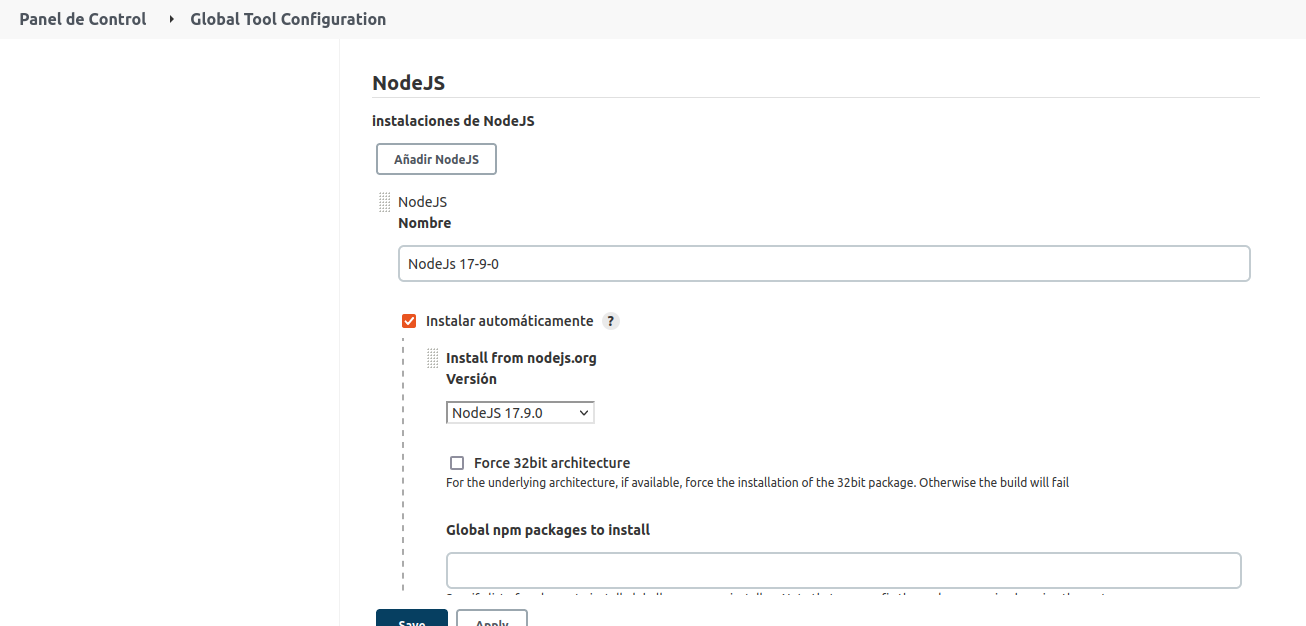 Panel de Control ▸ Global Tool Configuration
NodeJS
instalaciones de NodeJS
Añadir NodeJS
NodeJS
Nombre
NodeJs 17-9-0
Instalar automáticamente ?
Install from nodejs.org
Versión
NodeJS 17.9.0
Force 32bit architecture
For the underlying architecture, if available, force the installation of the 32bit package. Otherwise the build will fail
Global npm packages to install
Save Apply